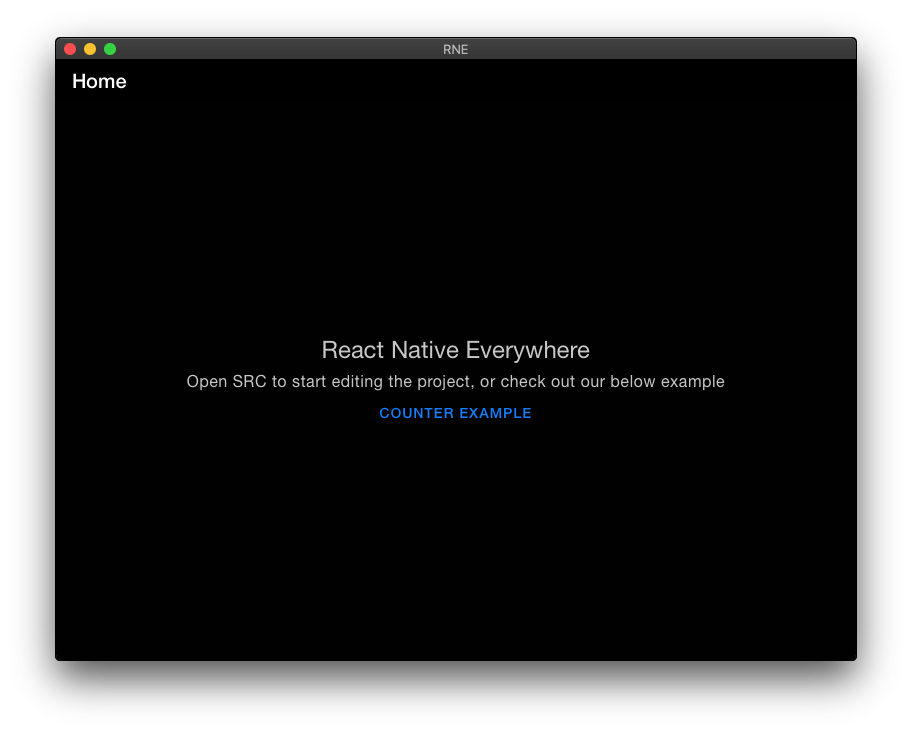 RNE
Home
React Native Everywhere
Open SRC to start editing the project, or check out our below example
COUNTER EXAMPLE